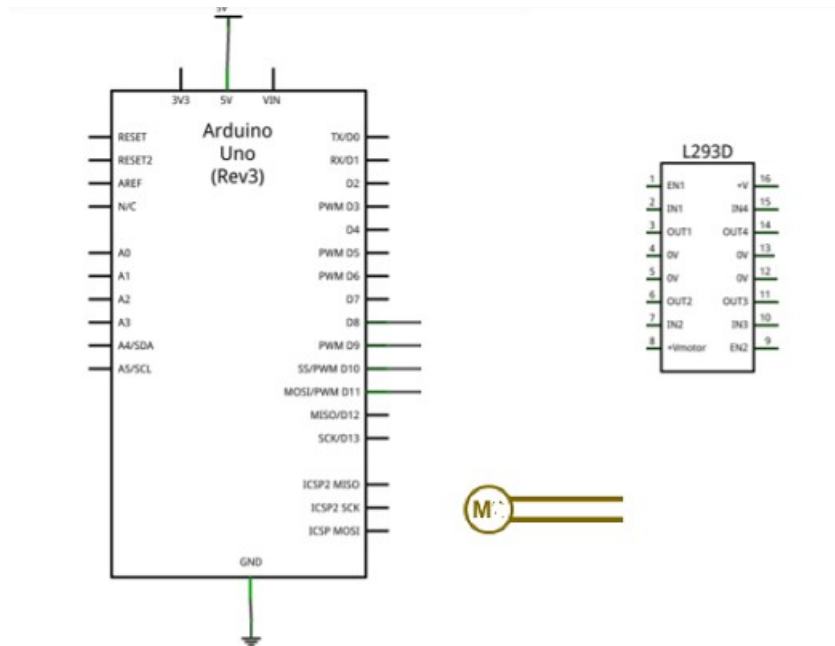 5V
3V3 5V VIN
Arduino
Uno
(Rev3)
RESET
RESET2
AREF
N/C
A0
A1
A2
A3
A4/SDA
A5/SCL
TX/D0
RX/D1
D2
PWM D3
D4
PWM D5
PWM D6
D7
D8
PWM D9
SS/PWM D10
MOSI/PWM D11
MISO/D12
SCK/D13
ICSP2 MISO
ICSP2 SCK
ICSP MOSI
GND
L293D
1 EN1 +V 16
2 IN1 IN4 15
3 OUT1 OUT4 14
4 0V 0V 13
5 0V 0V 12
6 OUT2 OUT3 11
7 IN2 IN3 10
8 +Vmotor EN2 9
M